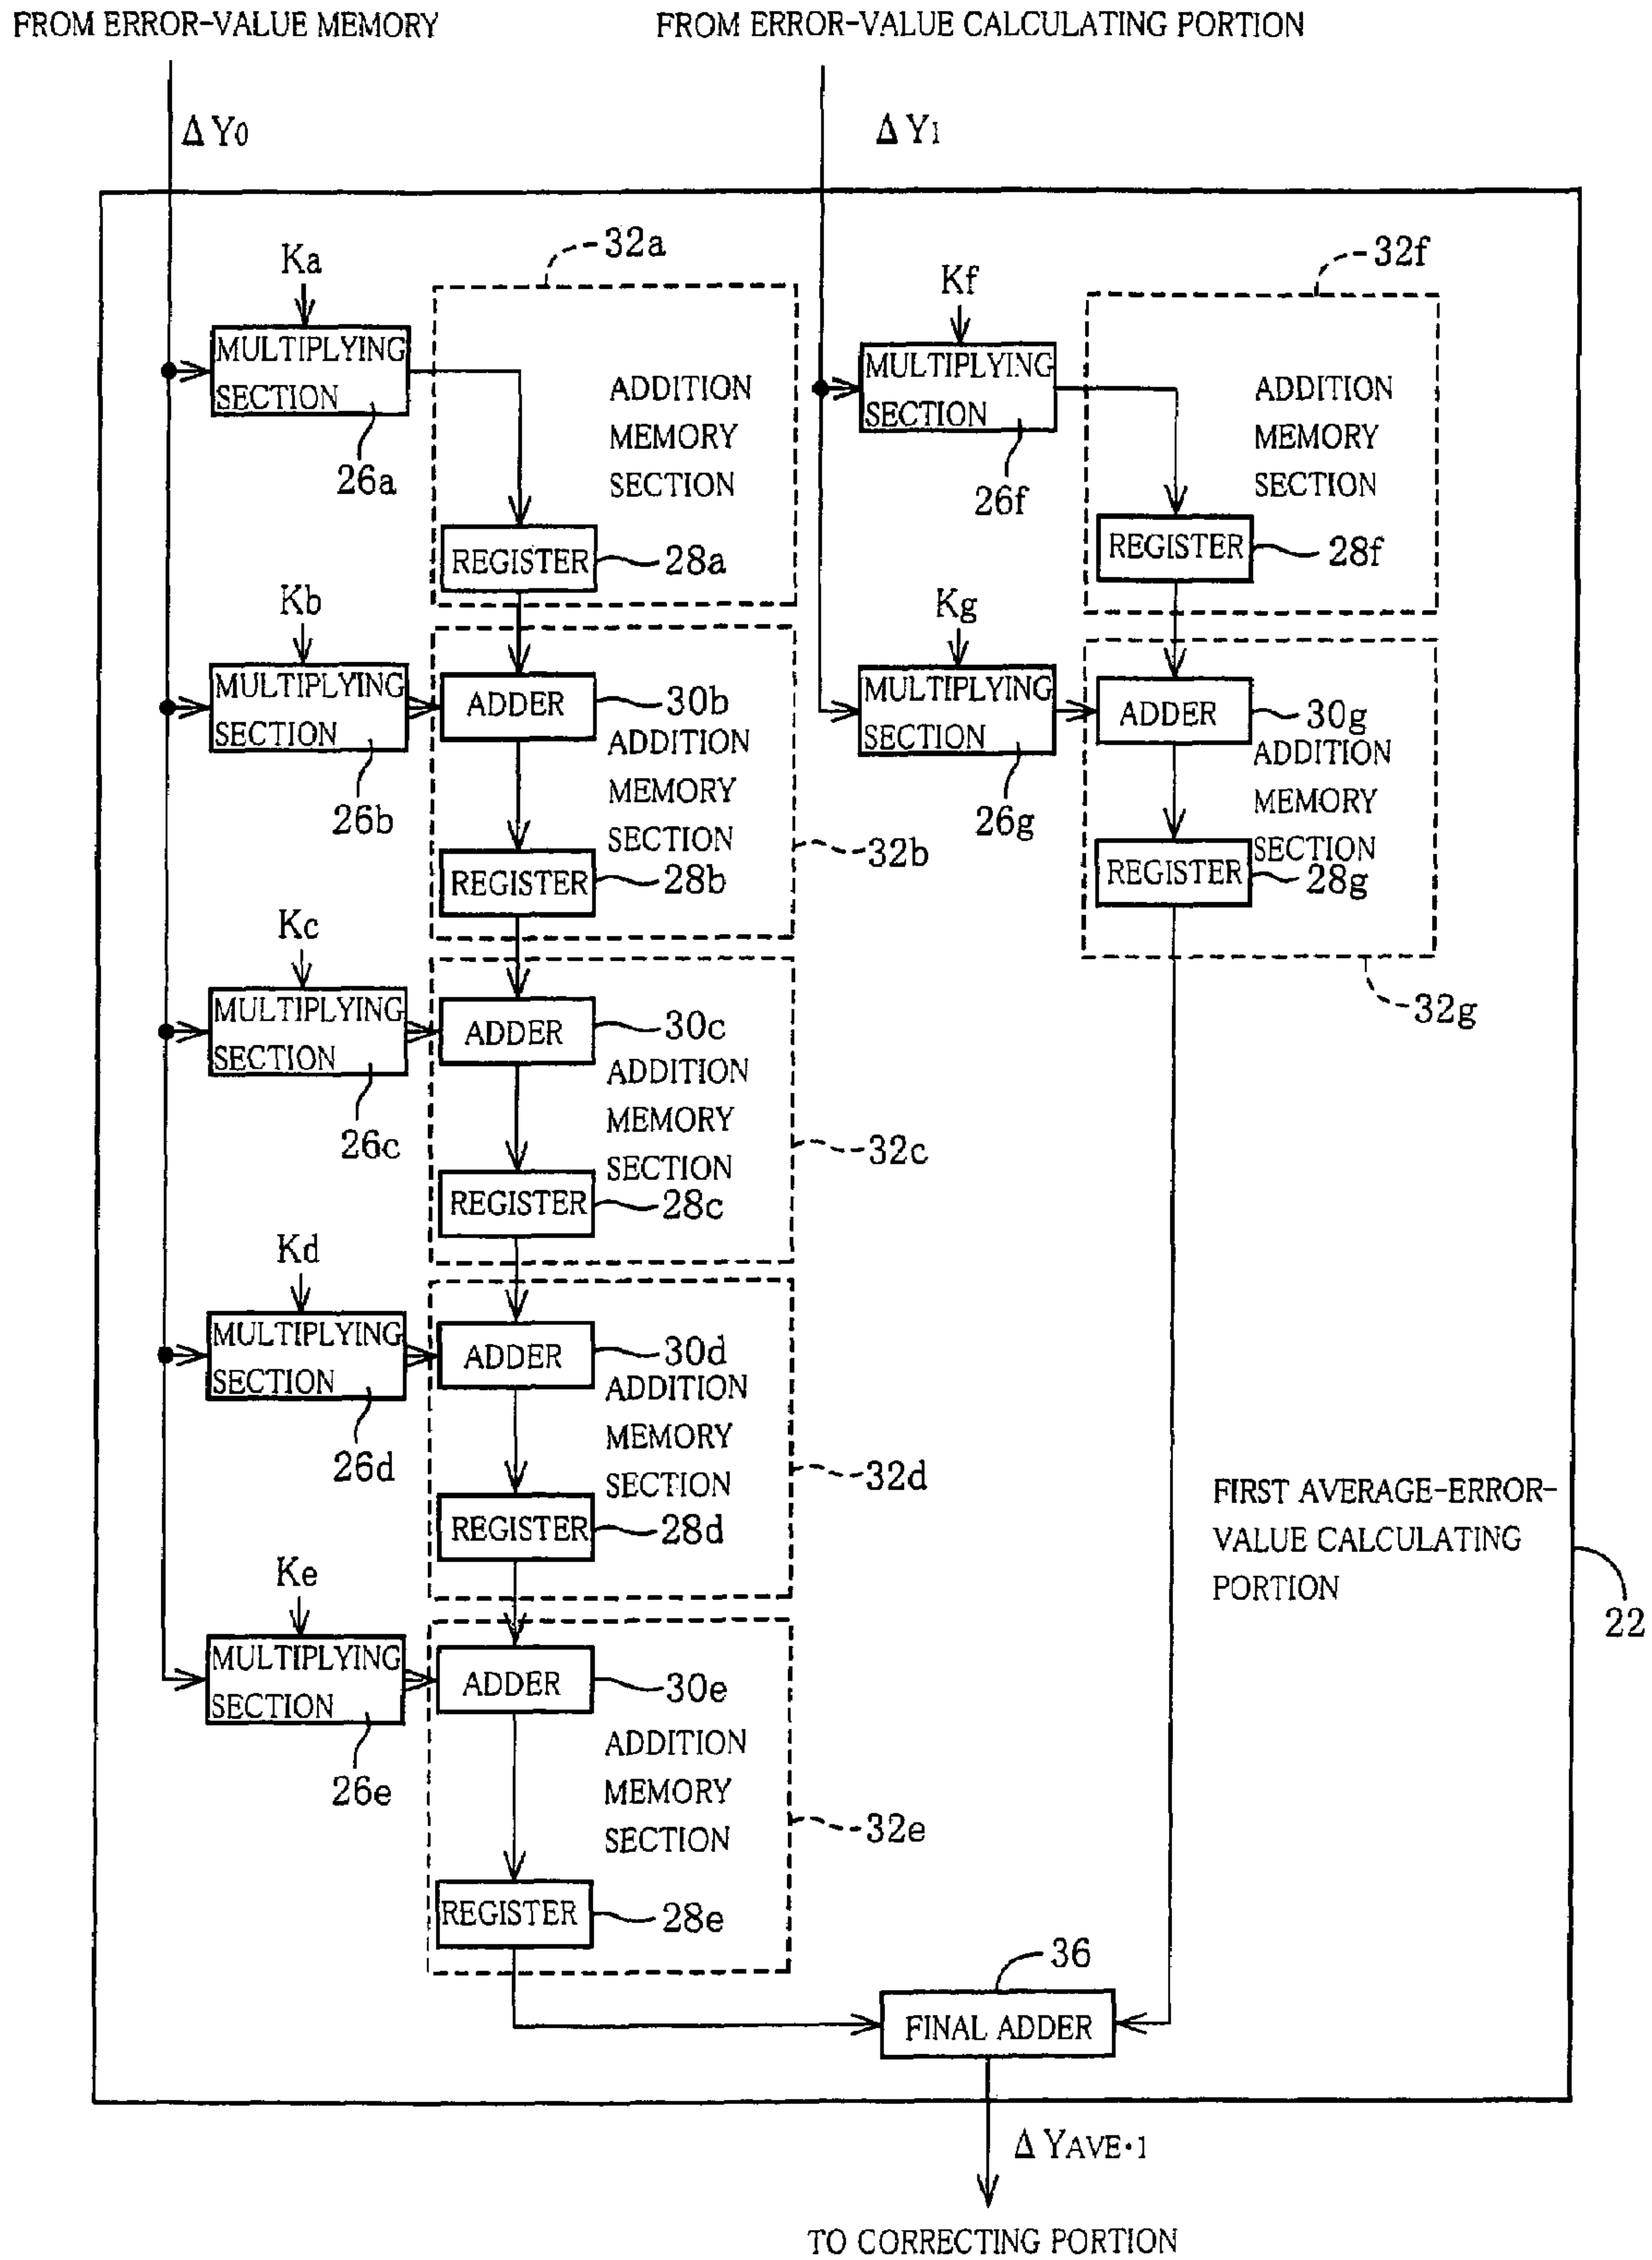 FROM ERROR-VALUE MEMORY
FROM ERROR-VALUE CALCULATING PORTION
ΔY0
ΔY1
Ka
MULTIPLYING
SECTION
26a
32a
ADDITION
MEMORY
SECTION
REGISTER
28a
Kb
MULTIPLYING
SECTION
26b
ADDER
30b
ADDITION
MEMORY
SECTION
32b
REGISTER
28b
Kc
MULTIPLYING
SECTION
26c
ADDER
30c
ADDITION
MEMORY
SECTION
32c
REGISTER
28c
Kd
MULTIPLYING
SECTION
26d
ADDER
30d
ADDITION
MEMORY
SECTION
32d
REGISTER
28d
Ke
MULTIPLYING
SECTION
26e
ADDER
30e
ADDITION
MEMORY
SECTION
32e
REGISTER
28e
Kf
MULTIPLYING
SECTION
26f
32f
ADDITION
MEMORY
SECTION
REGISTER
28f
Kg
MULTIPLYING
SECTION
26g
ADDER
30g
ADDITION
MEMORY
SECTION
REGISTER
28g
32g
FIRST AVERAGE-ERROR-
VALUE CALCULATING
PORTION
22
36
FINAL ADDER
ΔYAVE·1
TO CORRECTING PORTION